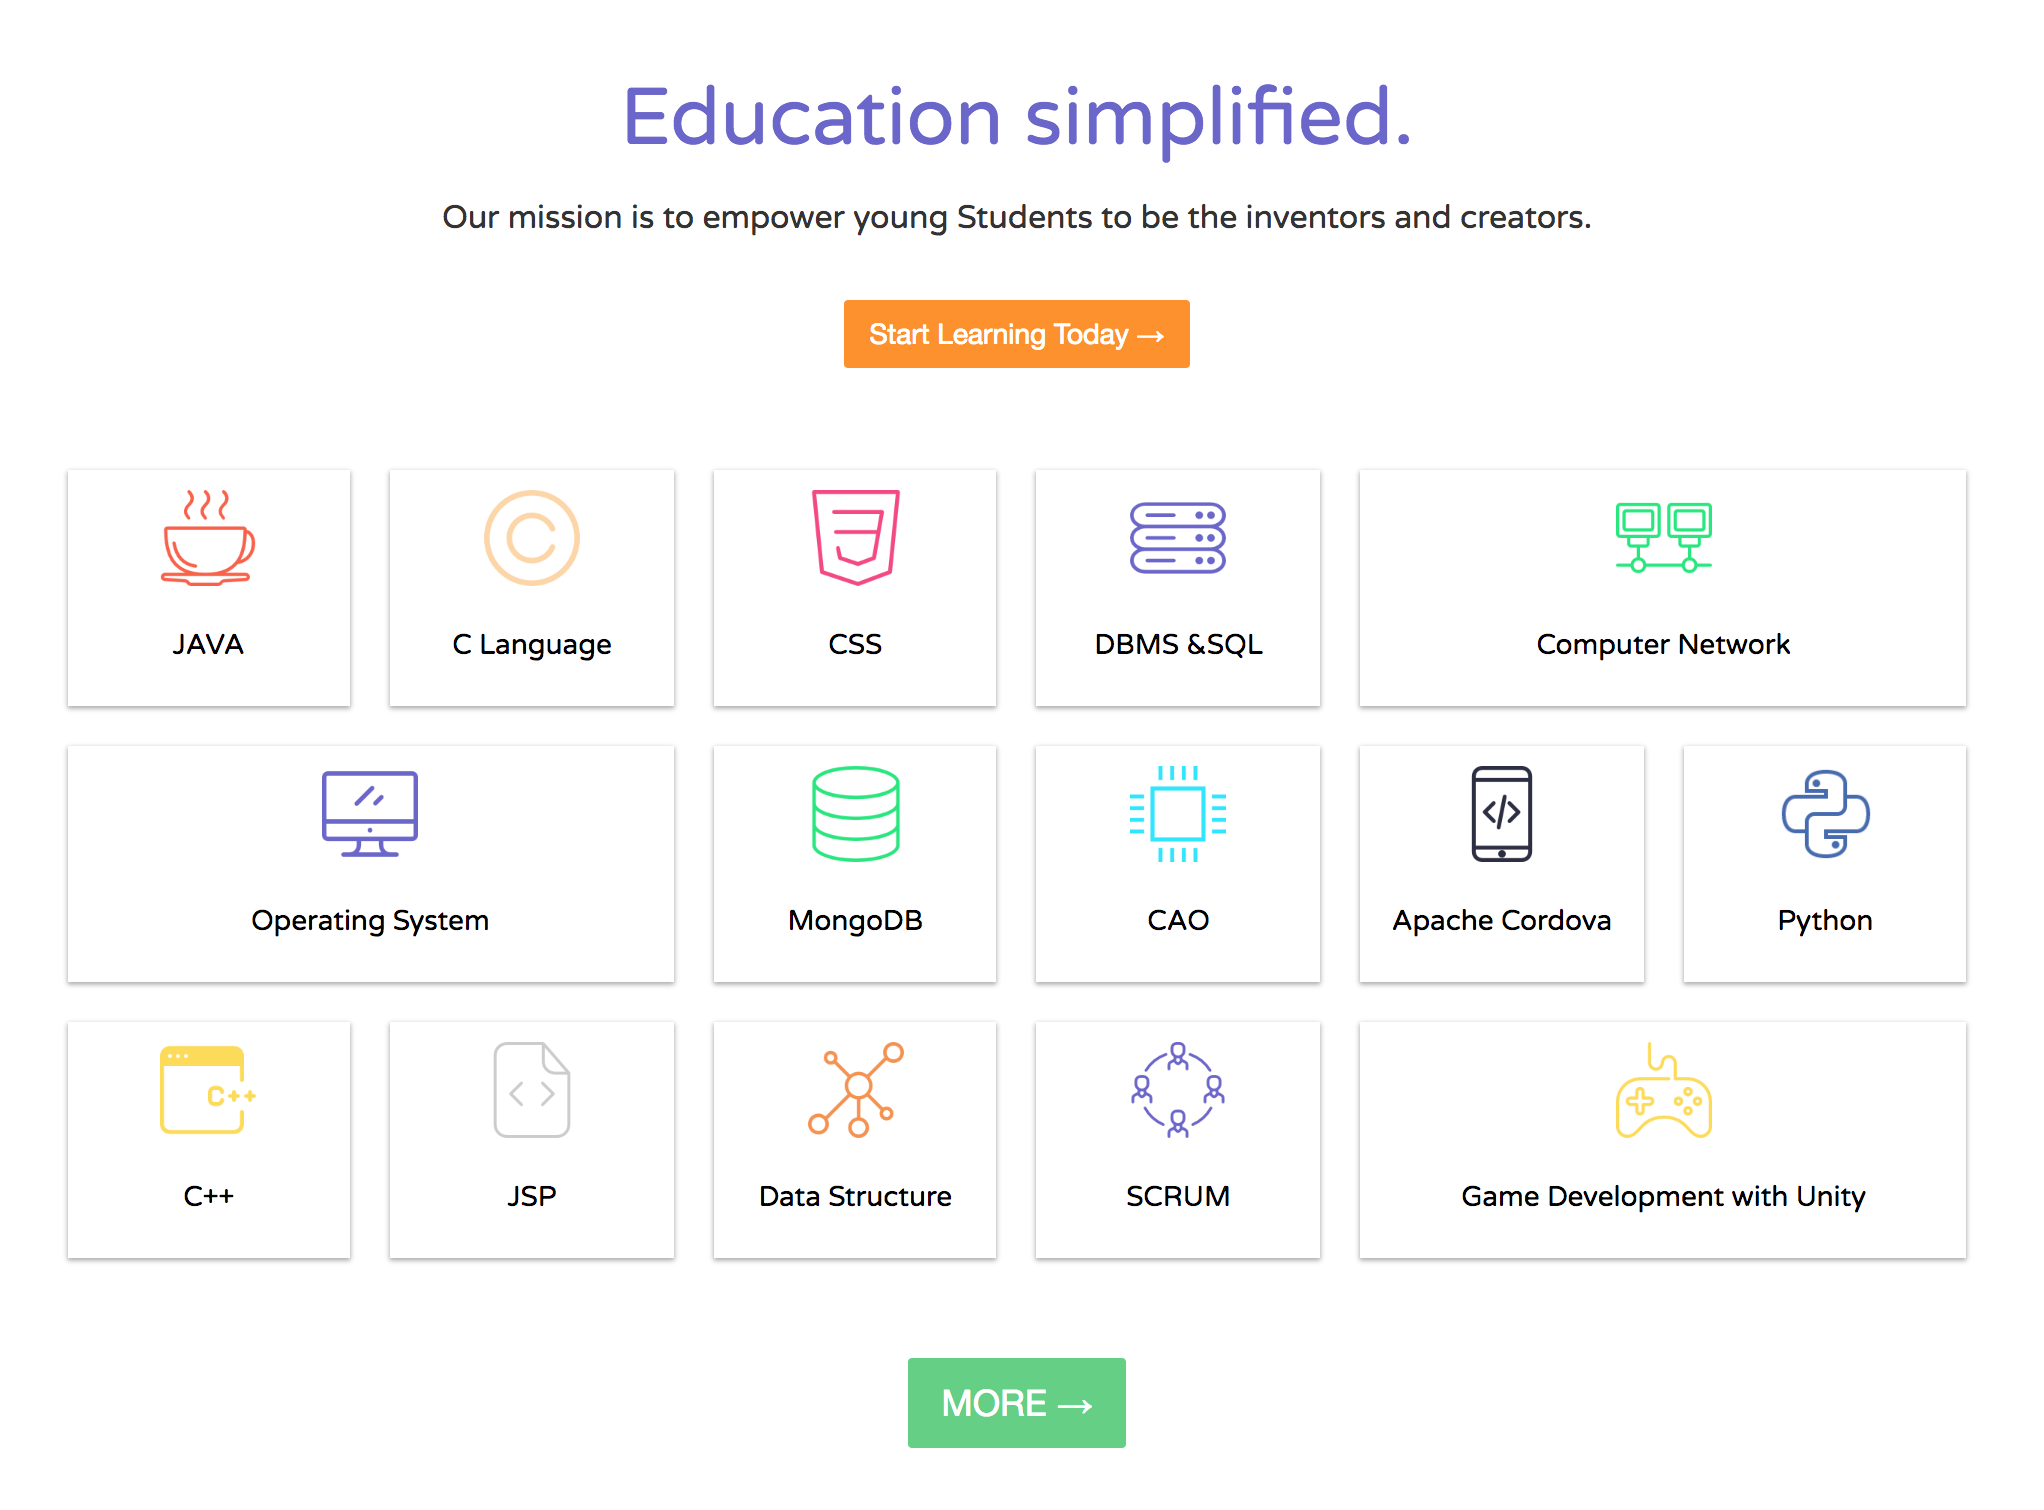 Education simplified.
Our mission is to empower young Students to be the inventors and creators.
Start Learning Today →
JAVA
C Language
CSS
DBMS &SQL
Computer Network
Operating System
MongoDB
CAO
Apache Cordova
Python
C++
C++
JSP
Data Structure
SCRUM
Game Development with Unity
MORE →